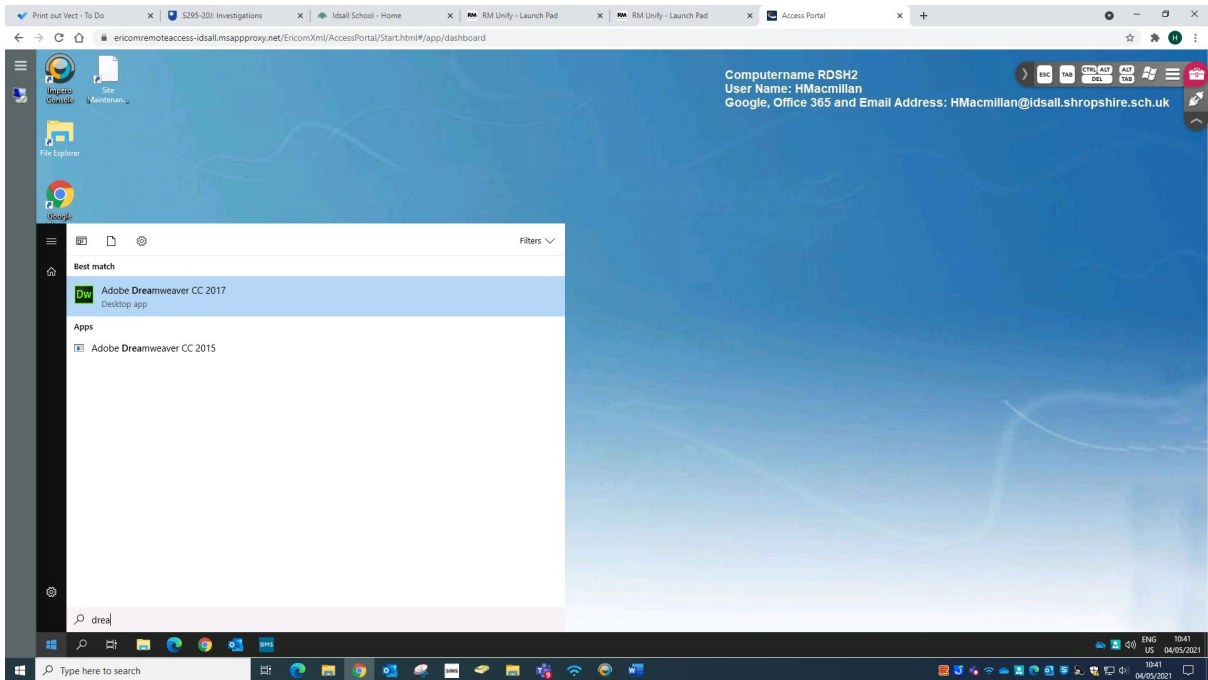 Print out Vect - To Do
S295-20J: Investigations
Idsall School - Home
RM Unify - Launch Pad
RM Unify - Launch Pad
Access Portal
ericomremoteaccess-idsall.msappproxy.net/EricomXml/AccessPortal/Start.html#/app/dashboard
H
Impero
Console
Site
Maintenan...
Computername RDSH2
User Name: HMacmillan
Google, Office 365 and Email Address: HMacmillan@idsall.shropshire.sch.uk
ESC
TAB
CTRL ALT
DEL
ALT
TAB
File Explorer
Google
Filters
Best match
Dw
Adobe Dreamweaver CC 2017
Desktop app
Apps
Adobe Dreamweaver CC 2015
drea
SIMS
ENG
US
10:41
04/05/2021
Type here to search
SIMS
10:41
04/05/2021